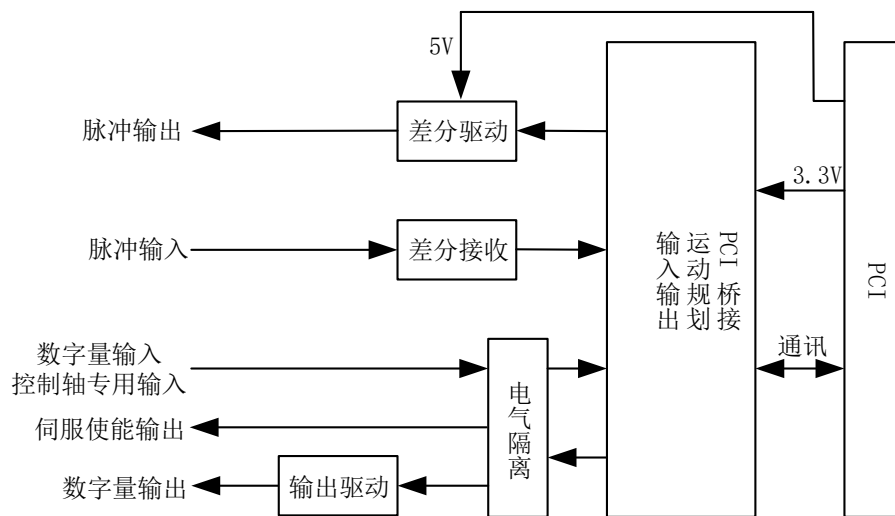 5V
脉冲输出
差分驱动
3.3V
脉冲输入
差分接收
PCI 桥接
运动规划
输入输出
PCI
通讯
数字量输入
控制轴专用输入
电气隔离
伺服使能输出
数字量输出
输出驱动